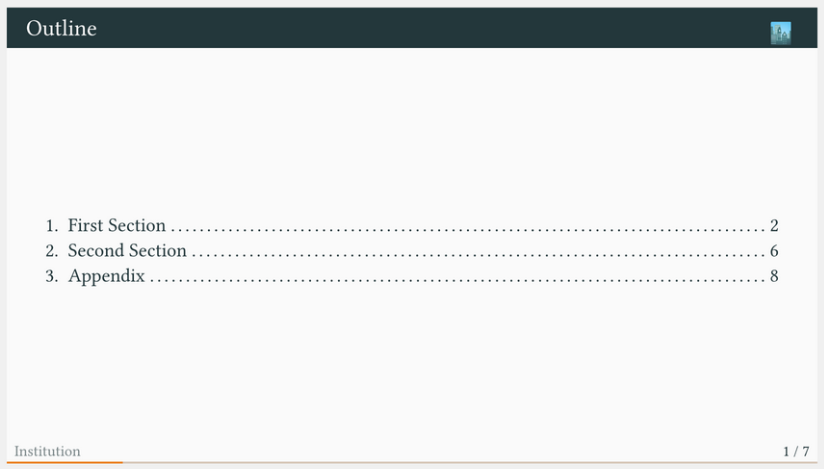 Outline
1. First Section ........................................................................................ 2
2. Second Section ..................................................................................... 6
3. Appendix ........................................................................................... 8
Institution
1 / 7